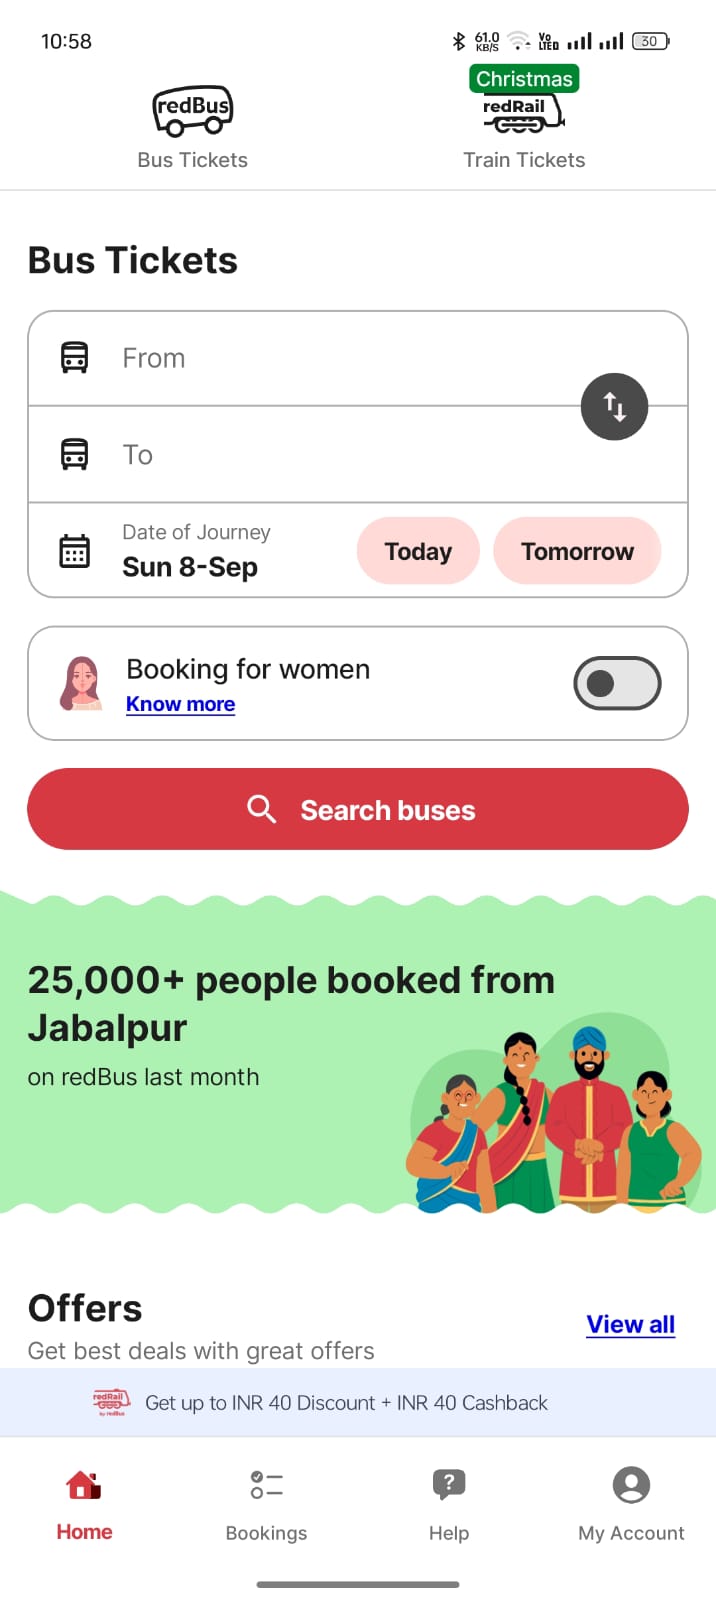 10:58
61.0
KB/S
Vo
LTED
30
Christmas
redBus
redRail
Bus Tickets
Train Tickets
Bus Tickets
From
To
Date of Journey
Sun 8-Sep
Today
Tomorrow
Booking for women
Know more
Search buses
25,000+ people booked from
Jabalpur
on redBus last month
Offers
View all
Get best deals with great offers
redRail
by redBus
Get up to INR 40 Discount + INR 40 Cashback
?
Home
Bookings
Help
My Account